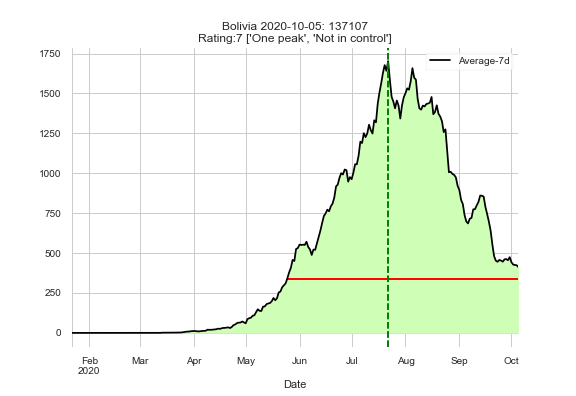 Bolivia 2020-10-05: 137107
Rating:7 ['One peak', 'Not in control']
Average-7d
1750
1500
1250
1000
750
500
250
0
Feb Mar Apr May Jun Jul Aug Sep Oct
2020
Date